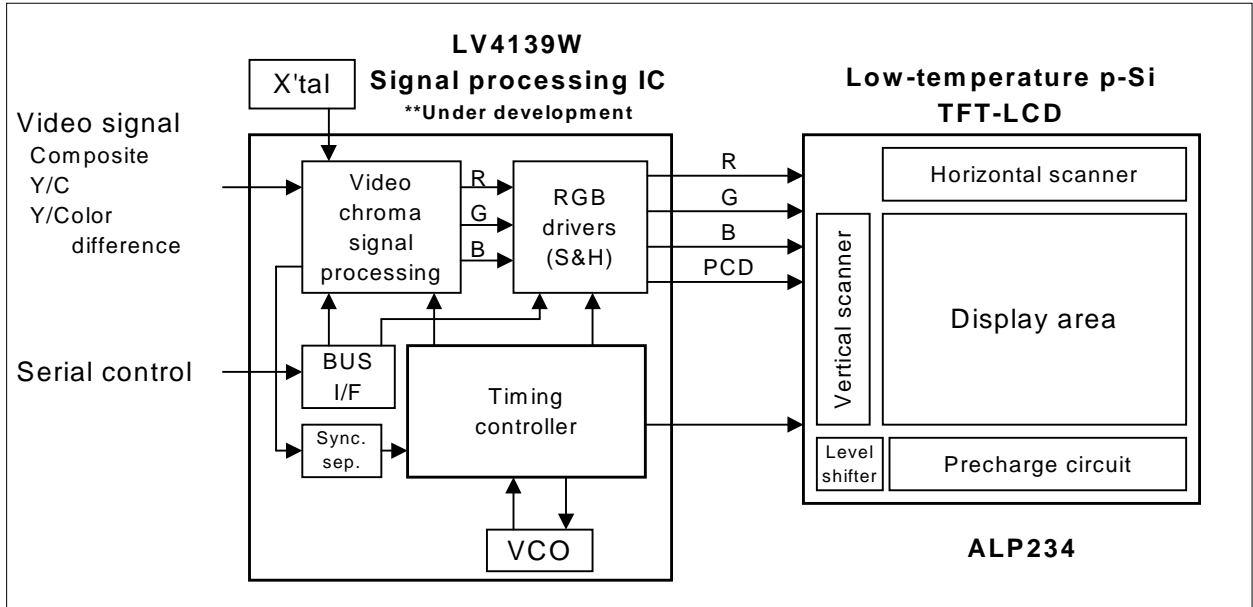 LV4139W
Signal processing IC
**Under development
X'tal
Low-temperature p-Si
TFT-LCD
Video signal
Composite
Y/C
Y/Color
difference
Video
chroma
signal
processing
R
G
B
RGB
drivers
(S&H)
R
G
B
PCD
Horizontal scanner
Vertical scanner
Display area
Serial control
BUS
I/F
Timing
controller
Sync.
sep.
Level
shifter
Precharge circuit
VCO
ALP234